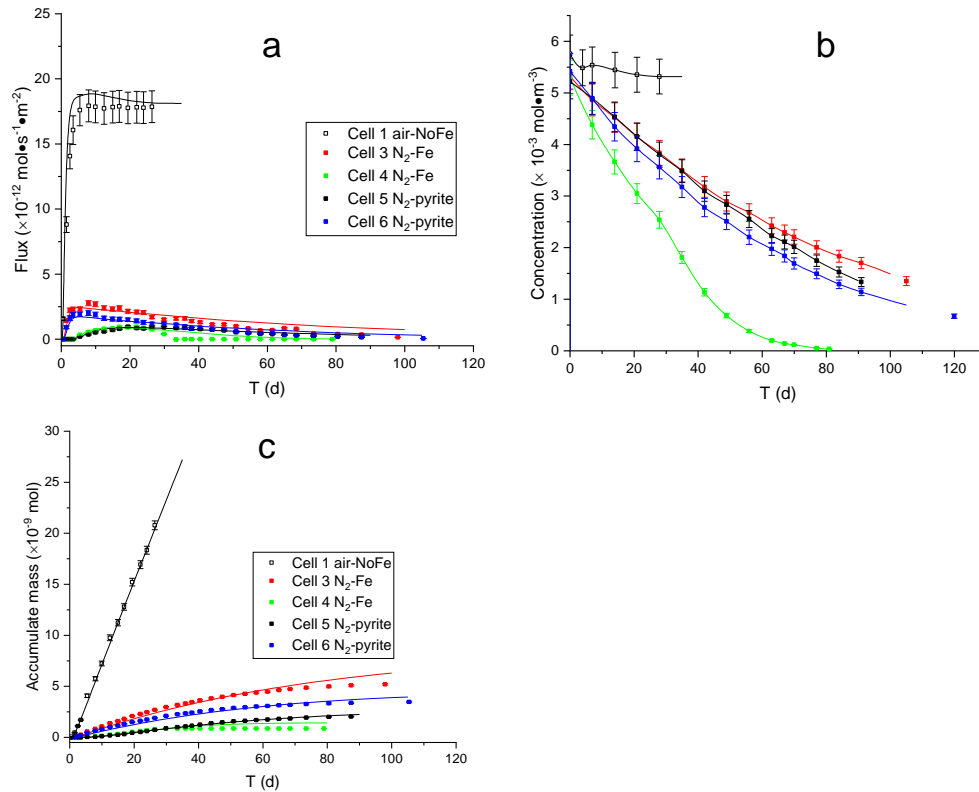 a
30
25
20
15
10
5
0
0 20 40 60 80 100 120
Flux (×10⁻¹² mol●s⁻¹●m⁻²)
T (d)
Cell 1 air-NoFe
Cell 3 N₂-Fe
Cell 4 N₂-Fe
Cell 5 N₂-pyrite
Cell 6 N₂-pyrite
b
6
5
4
3
2
1
0
0 20 40 60 80 100 120
Concentration (× 10⁻³ mol●m⁻³)
T (d)
c
30
25
20
15
10
5
0
0 20 40 60 80 100 120
Accumulate mass (×10⁻⁹ mol)
T (d)
Cell 1 air-NoFe
Cell 3 N₂-Fe
Cell 4 N₂-Fe
Cell 5 N₂-pyrite
Cell 6 N₂-pyrite